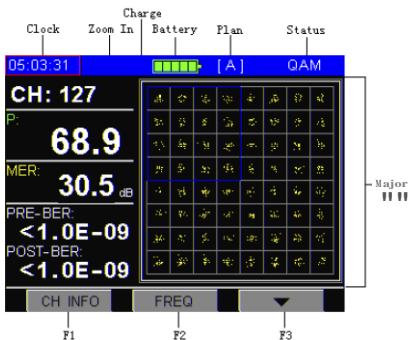 Charge
Clock Zoom In Battery Plan Status
05:03:31 [ A ] QAM
CH: 127
P:
68.9
MER:
30.5 dB
PRE-BER:
<1.0E-09
POST-BER:
<1.0E-09
Major
""
CH INFO FREQ
F1 F2 F3